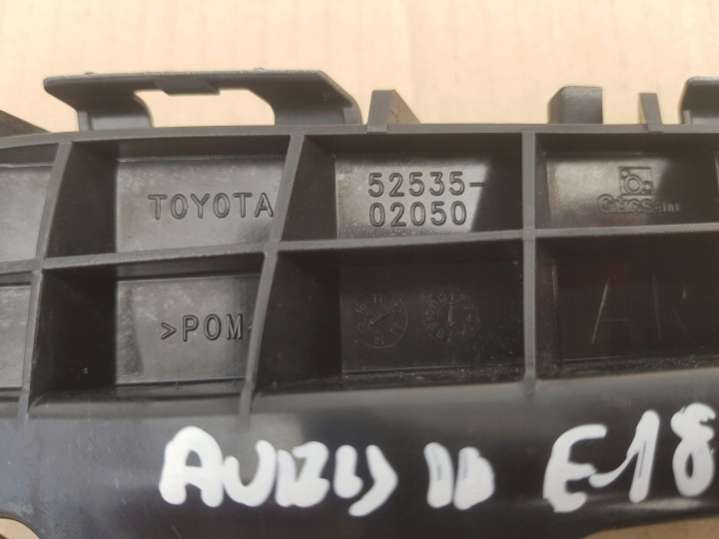 TOYOTA
52535-
02050
>POM<
AURIS II E18